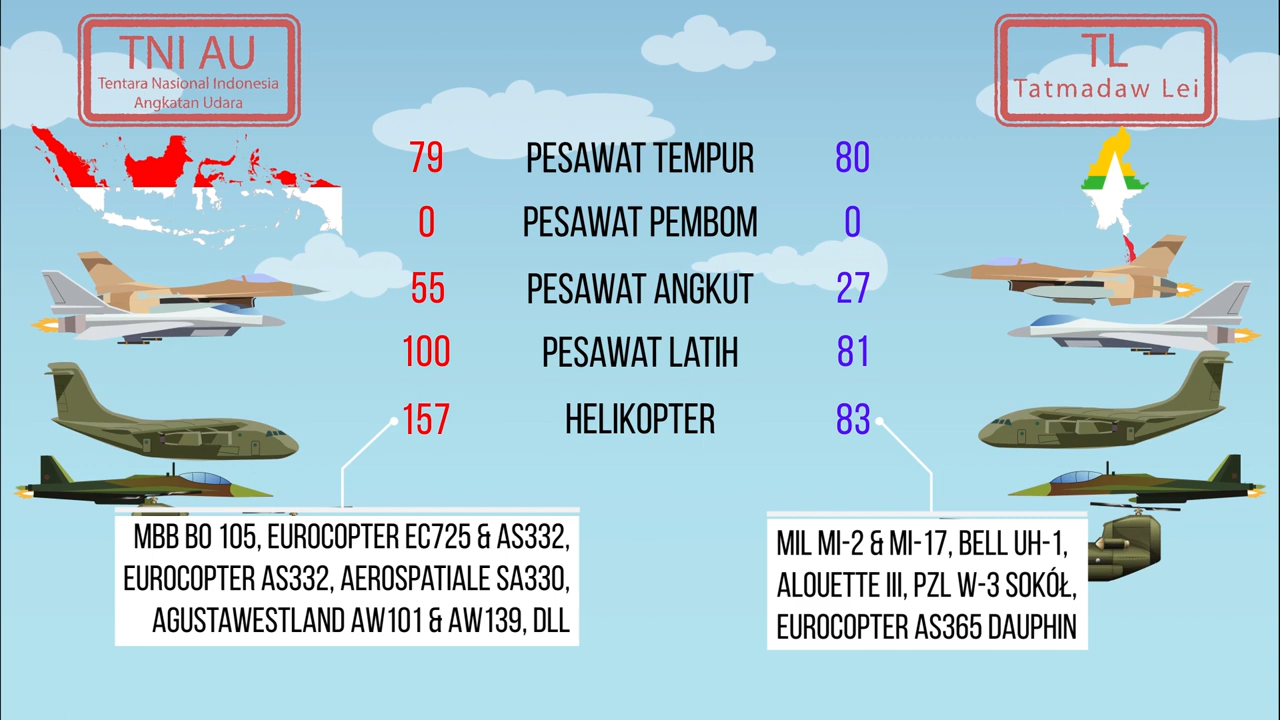 TNI AU
Tentara Nasional Indonesia
Angkatan Udara
TL
Tatmadaw Lei
79 PESAWAT TEMPUR 80
0 PESAWAT PEMBOM 0
55 PESAWAT ANGKUT 27
100 PESAWAT LATIH 81
157 HELIKOPTER 83
MBB BO 105, EUROCOPTER EC725 & AS332,
EUROCOPTER AS332, AEROSPATIALE SA330,
AGUSTAWESTLAND AW101 & AW139, DLL
MIL MI-2 & MI-17, BELL UH-1,
ALOUETTE III, PZL W-3 SOKÓŁ,
EUROCOPTER AS365 DAUPHIN